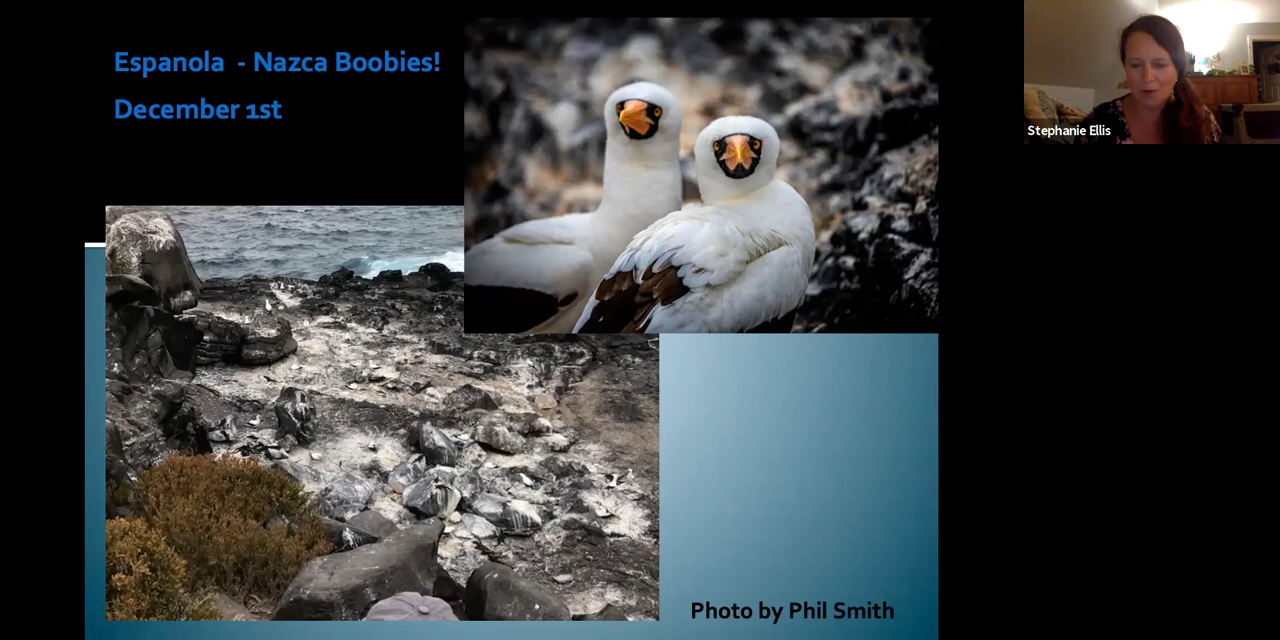 Espanola - Nazca Boobies!
December 1st
Stephanie Ellis
Photo by Phil Smith